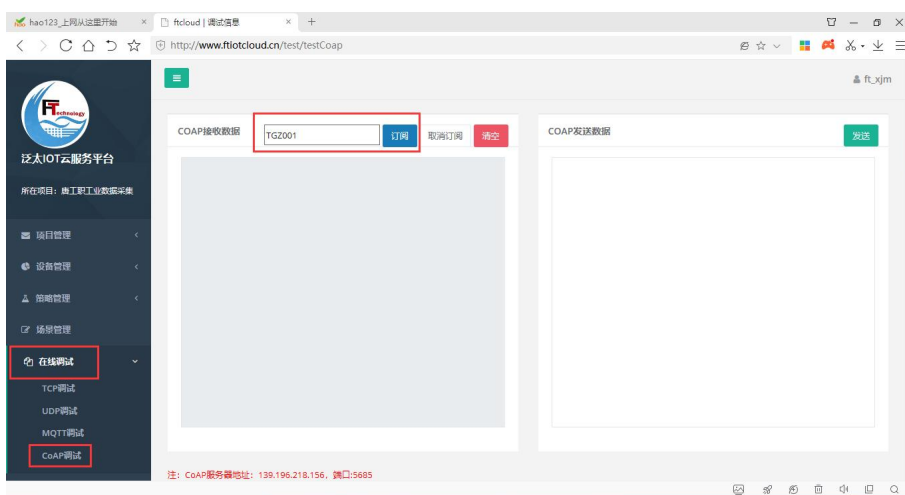 hao123_上网从这里开始
ftcloud | 调试信息
http://www.ftiotcloud.cn/test/testCoap
FTechnology
泛太IOT云服务平台
所在项目：唐工职工业数据采集
项目管理
设备管理
策略管理
场景管理
在线调试
TCP调试
UDP调试
MQTT调试
CoAP调试
ft_xjm
COAP接收数据
TGZ001
订阅
取消订阅
清空
COAP发送数据
发送
注：CoAP服务器地址：139.196.218.156，端口:5685